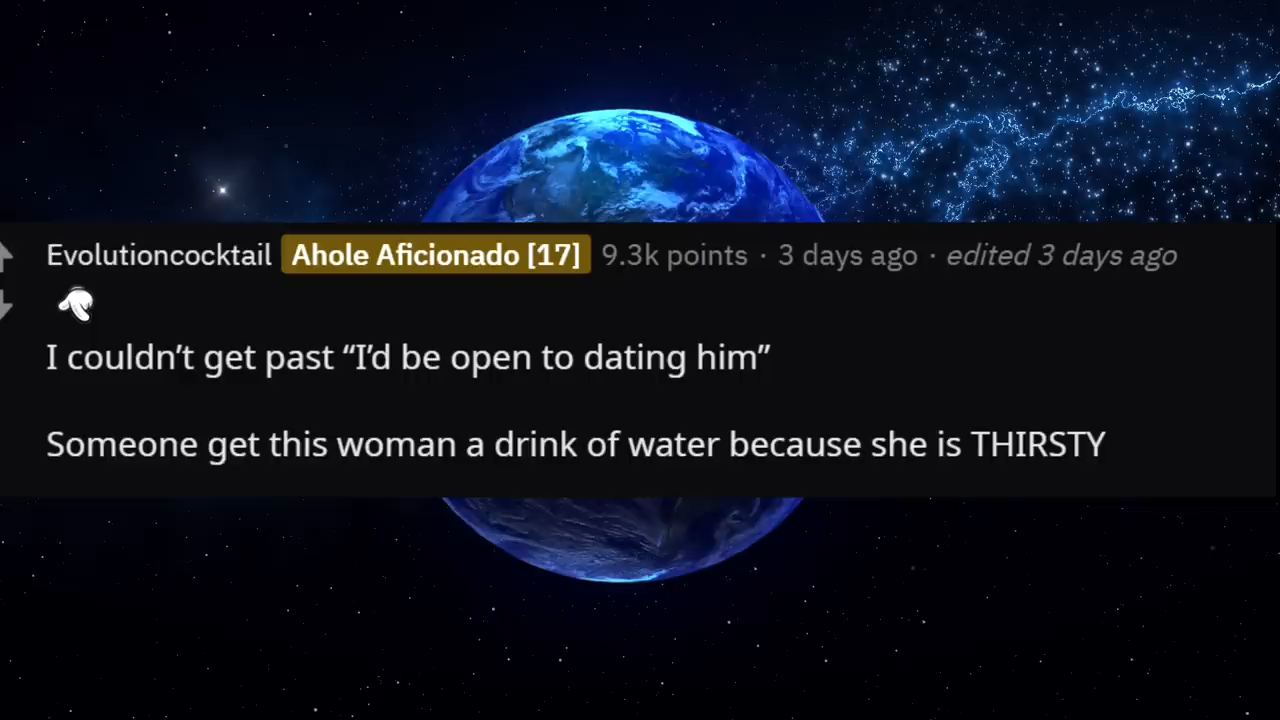 Evolutioncocktail Ahole Aficionado [17] 9.3k points · 3 days ago · edited 3 days ago
I couldn’t get past “I’d be open to dating him”
Someone get this woman a drink of water because she is THIRSTY